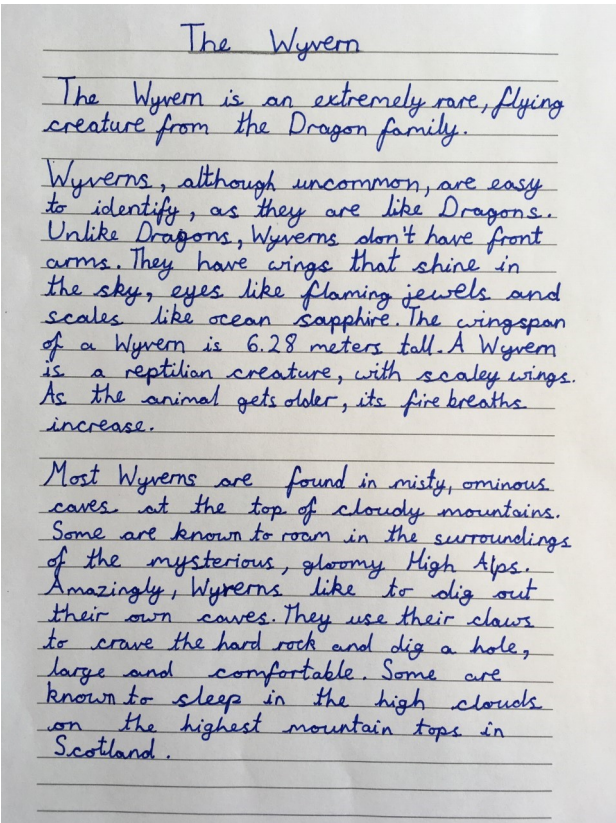 The Wyvern
The Wyvern is an extremely rare, flying
creature from the Dragon family.
Wyverns, although uncommon, are easy
to identify, as they are like Dragons.
Unlike Dragons, Wyverns don't have front
arms. They have wings that shine in
the sky, eyes like flaming jewels and
scales like ocean sapphire. The wingspan
of a Wyvern is 6.28 meters tall. A Wyvern
is a reptilian creature, with scaley wings.
As the animal gets older, its fire breaths
increase.
Most Wyverns are found in misty, ominous
caves at the top of cloudy mountains.
Some are known to roam in the surroundings
of the mysterious, gloomy High Alps.
Amazingly, Wyverns like to dig out
their own caves. They use their claws
to crave the hard rock and dig a hole,
large and comfortable. Some are
known to sleep in the high clouds
on the highest mountain tops in
Scotland.